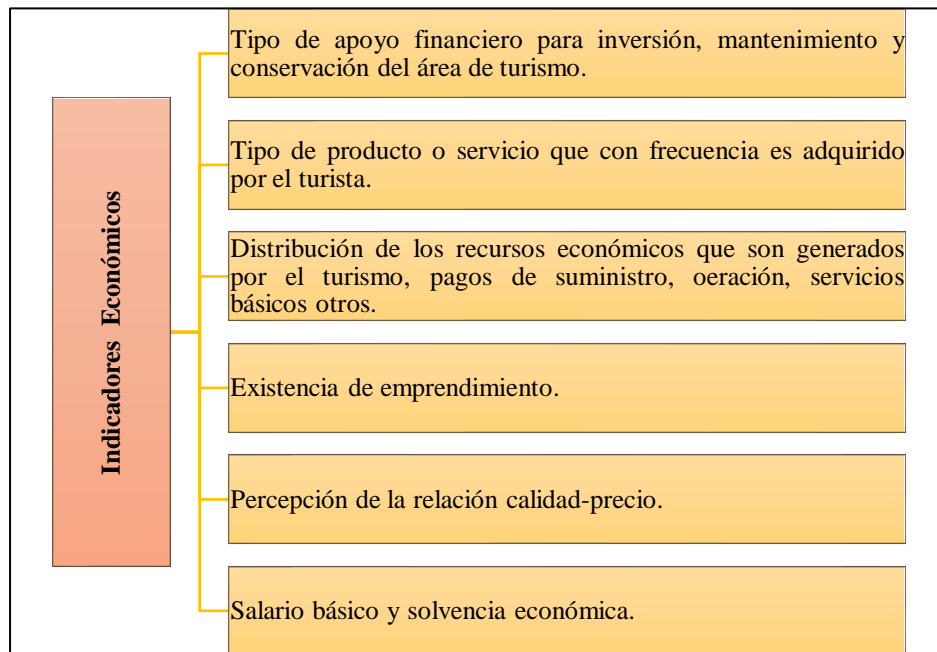 Indicadores Económicos
Tipo de apoyo financiero para inversión, mantenimiento y
conservación del área de turismo.
Tipo de producto o servicio que con frecuencia es adquirido
por el turista.
Distribución de los recursos económicos que son generados
por el turismo, pagos de suministro, oeración, servicios
básicos otros.
Existencia de emprendimiento.
Percepción de la relación calidad-precio.
Salario básico y solvencia económica.